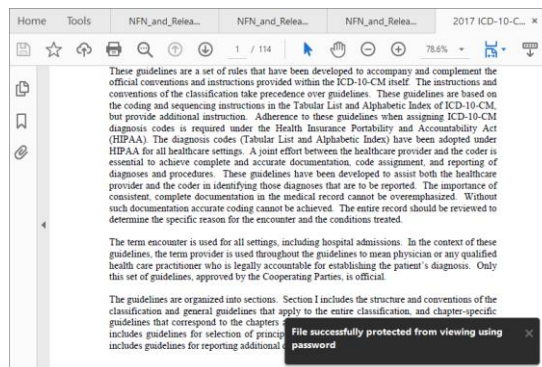 Home Tools NFN_and_Relea... NFN_and_Relea... NFN_and_Relea... 2017 ICD-10-C... ×
1 / 114 78.6%
These guidelines are a set of rules that have been developed to accompany and complement the
official conventions and instructions provided within the ICD-10-CM itself. The instructions and
conventions of the classification take precedence over guidelines. These guidelines are based on
the coding and sequencing instructions in the Tabular List and Alphabetic Index of ICD-10-CM,
but provide additional instruction. Adherence to these guidelines when assigning ICD-10-CM
diagnosis codes is required under the Health Insurance Portability and Accountability Act
(HIPAA). The diagnosis codes (Tabular List and Alphabetic Index) have been adopted under
HIPAA for all healthcare settings. A joint effort between the healthcare provider and the coder is
essential to achieve complete and accurate documentation, code assignment, and reporting of
diagnoses and procedures. These guidelines have been developed to assist both the healthcare
provider and the coder in identifying those diagnoses that are to be reported. The importance of
consistent, complete documentation in the medical record cannot be overemphasized. Without
such documentation accurate coding cannot be achieved. The entire record should be reviewed to
determine the specific reason for the encounter and the conditions treated.
The term encounter is used for all settings, including hospital admissions. In the context of these
guidelines, the term provider is used throughout the guidelines to mean physician or any qualified
health care practitioner who is legally accountable for establishing the patient's diagnosis. Only
this set of guidelines, approved by the Cooperating Parties, is official.
The guidelines are organized into sections. Section I includes the structure and conventions of the
classification and general guidelines that apply to the entire classification, and chapter-specific
guidelines that correspond to the chapters
includes guidelines for selection of
includes guidelines for reporting additional
File successfully protected from viewing using
password